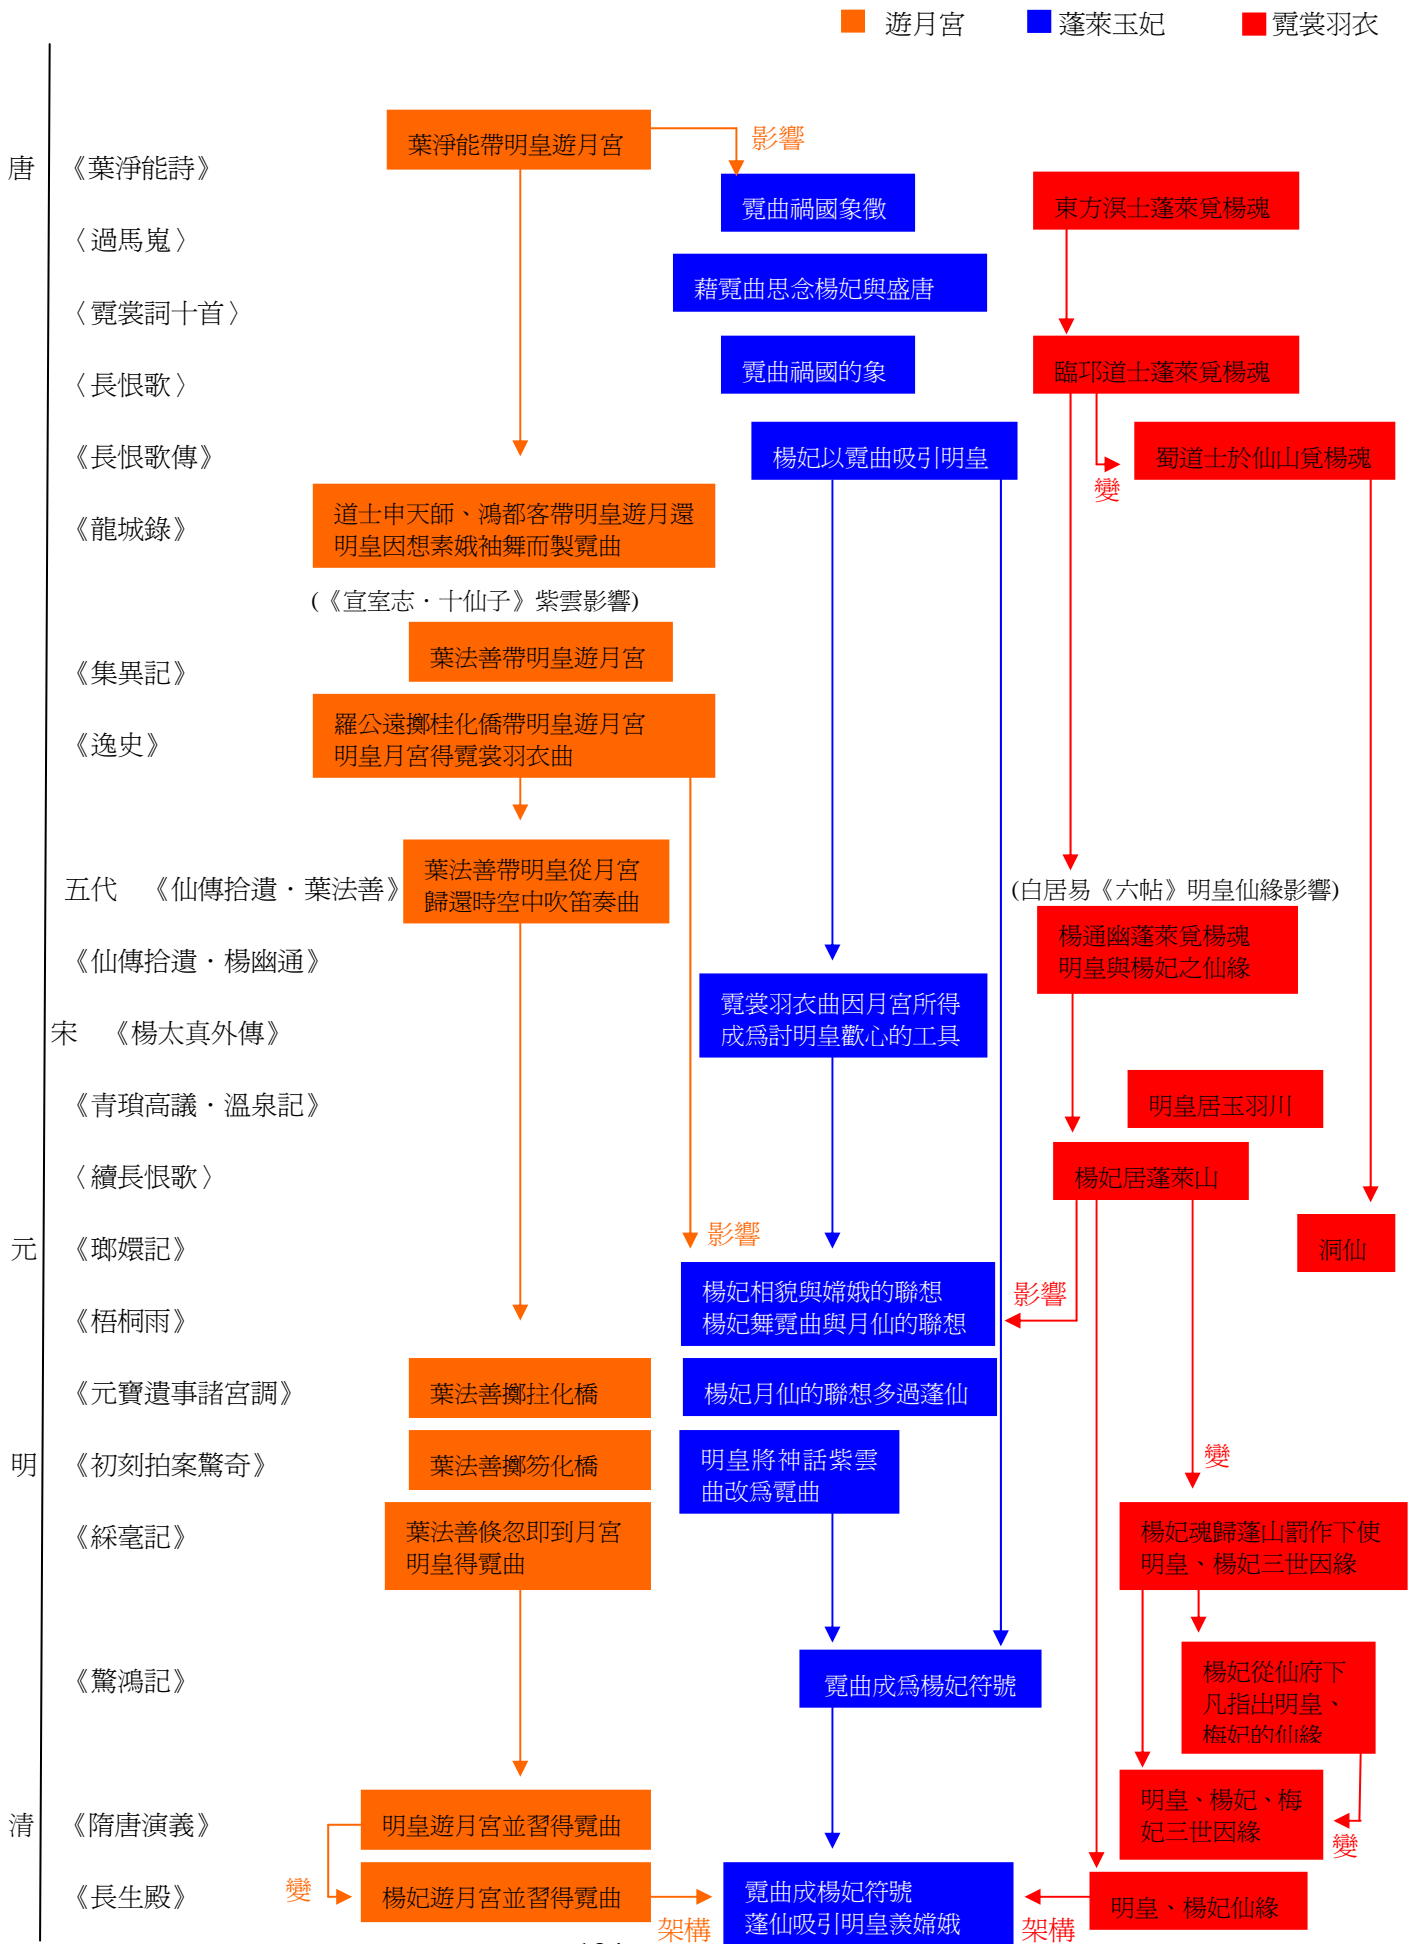 遊月宮
蓬萊玉妃
霓裳羽衣
葉淨能帶明皇遊月宮
影響
唐
《葉淨能詩》
霓曲禍國象徵
東方溟士蓬萊覓楊魂
〈過馬嵬〉
藉霓曲思念楊妃與盛唐
〈霓裳詞十首〉
霓曲禍國的象
臨邛道士蓬萊覓楊魂
〈長恨歌〉
《長恨歌傳》
楊妃以霓曲吸引明皇
蜀道士於仙山覓楊魂
變
《龍城錄》
道士申天師、鴻都客帶明皇遊月還
明皇因想素娥袖舞而製霓曲
(《宣室志．十仙子》紫雲影響)
《集異記》
葉法善帶明皇遊月宮
《逸史》
羅公遠擲桂化僑帶明皇遊月宮
明皇月宮得霓裳羽衣曲
五代
《仙傳拾遺．葉法善》
葉法善帶明皇從月宮
歸還時空中吹笛奏曲
(白居易《六帖》明皇仙緣影響)
《仙傳拾遺．楊幽通》
楊通幽蓬萊覓楊魂
明皇與楊妃之仙緣
宋
《楊太真外傳》
霓裳羽衣曲因月宮所得
成為討明皇歡心的工具
《青瑣高議．溫泉記》
明皇居玉羽川
〈續長恨歌〉
楊妃居蓬萊山
元
《瑯嬛記》
影響
洞仙
《梧桐雨》
楊妃相貌與嫦娥的聯想
楊妃舞霓曲與月仙的聯想
影響
《元寶遺事諸宮調》
葉法善擲拄化橋
楊妃月仙的聯想多過蓬仙
明
《初刻拍案驚奇》
葉法善擲笏化橋
明皇將神話紫雲
曲改為霓曲
變
《綵毫記》
葉法善倏忽即到月宮
明皇得霓曲
楊妃魂歸蓬山罰作下使
明皇、楊妃三世因緣
《驚鴻記》
霓曲成為楊妃符號
楊妃從仙府下
凡指出明皇、
梅妃的仙緣
清
《隋唐演義》
明皇遊月宮並習得霓曲
明皇、楊妃、梅
妃三世因緣
變
《長生殿》
變
楊妃遊月宮並習得霓曲
架構
霓曲成楊妃符號
蓬仙吸引明皇羨嫦娥
架構
明皇、楊妃仙緣